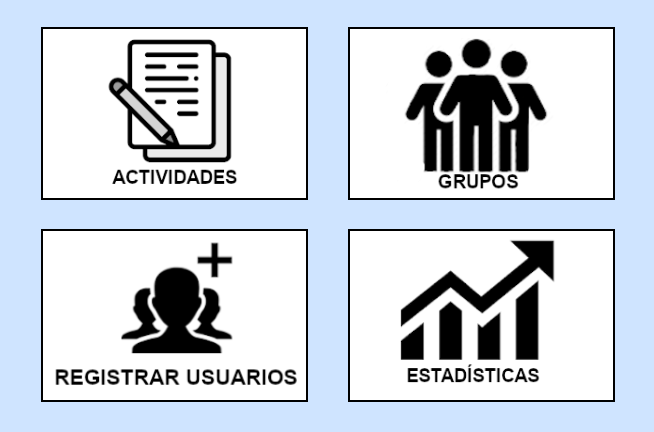 ACTIVIDADES
GRUPOS
REGISTRAR USUARIOS
ESTADÍSTICAS